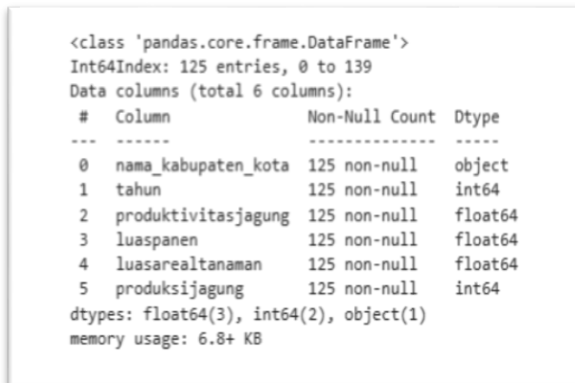 <class 'pandas.core.frame.DataFrame'>
Int64Index: 125 entries, 0 to 139
Data columns (total 6 columns):
 #   Column              Non-Null Count  Dtype
---  ------              --------------  -----
 0   nama_kabupaten_kota  125 non-null    object
 1   tahun               125 non-null    int64
 2   produktivitasjagung  125 non-null    float64
 3   luaspanen           125 non-null    float64
 4   luasarealtanaman    125 non-null    float64
 5   produksijagung      125 non-null    int64
dtypes: float64(3), int64(2), object(1)
memory usage: 6.8+ KB